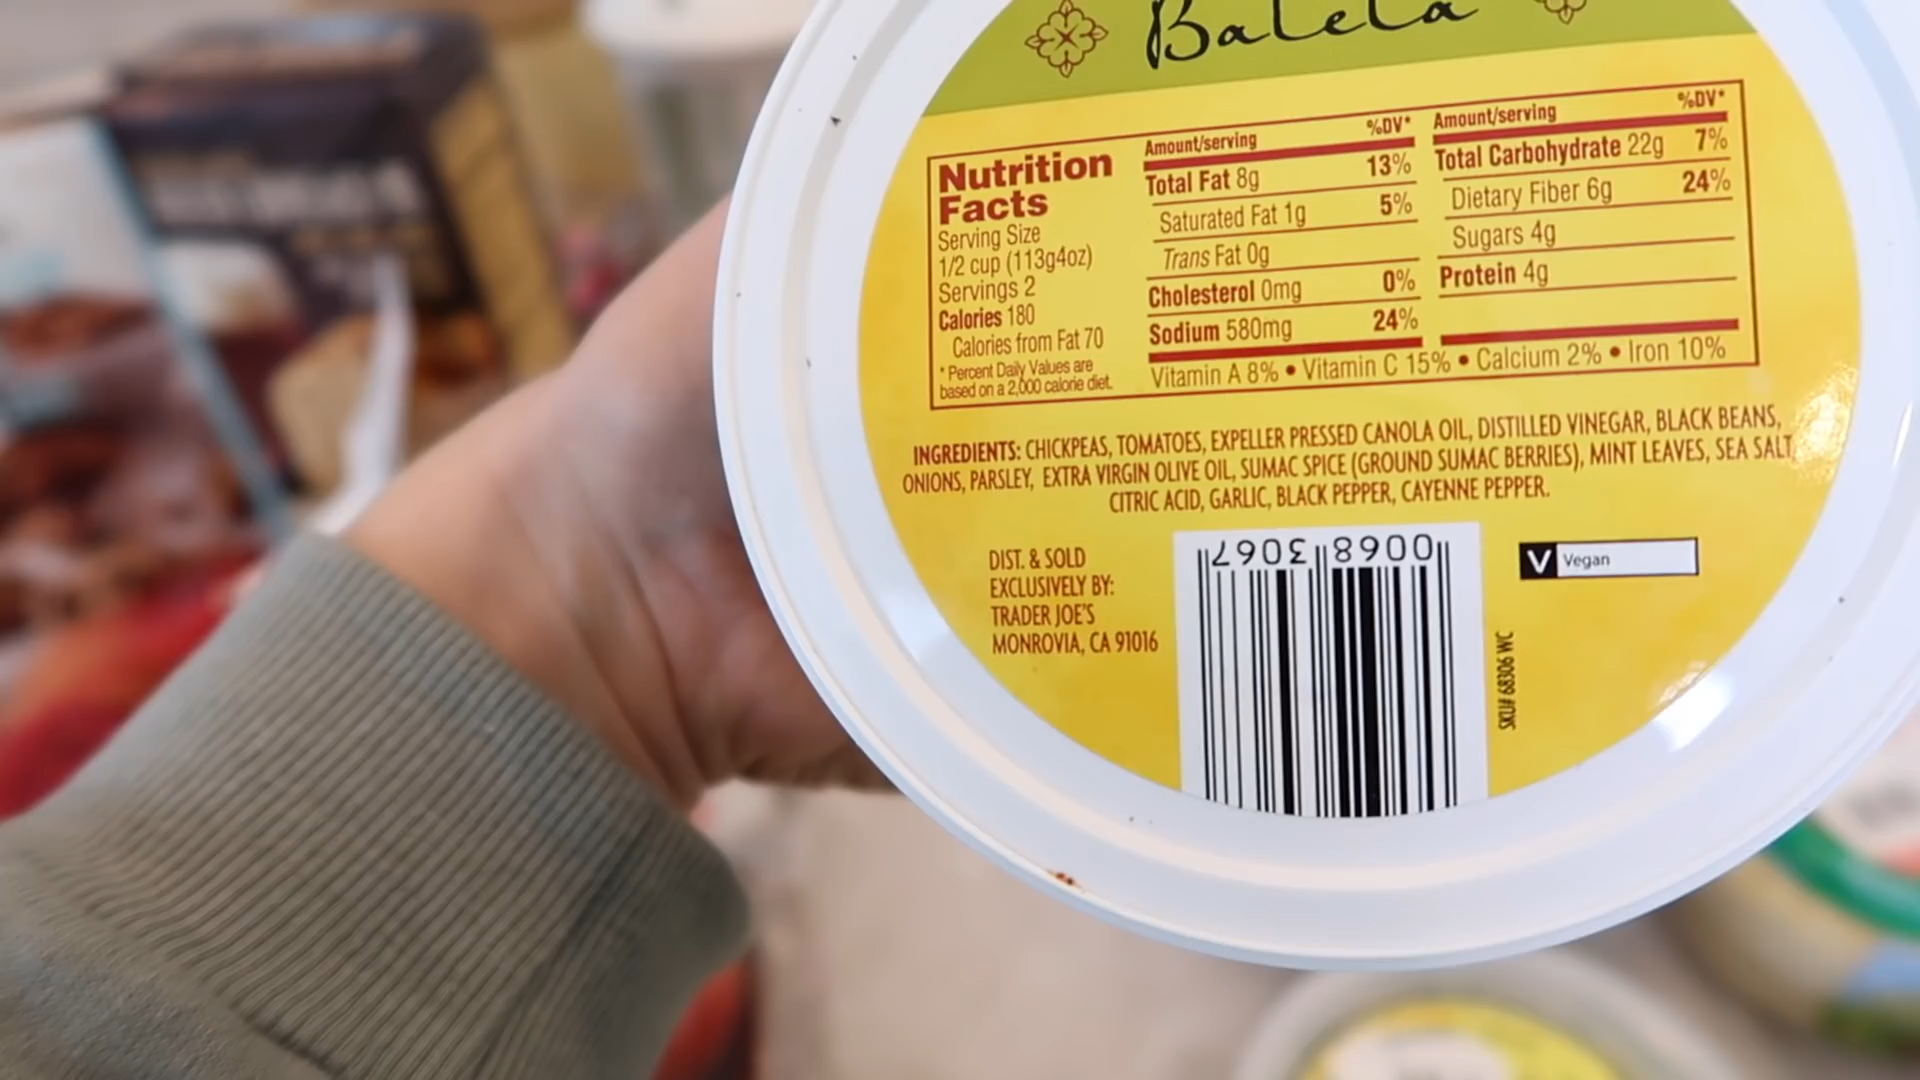 Balela
Nutrition
Facts
Serving Size
1/2 cup (113g4oz)
Servings 2
Calories 180
Calories from Fat 70
* Percent Daily Values are
based on a 2,000 calorie diet.
Amount/serving %DV*
Total Fat 8g 13%
Saturated Fat 1g 5%
Trans Fat 0g
Cholesterol 0mg 0%
Sodium 580mg 24%
Amount/serving %DV*
Total Carbohydrate 22g 7%
Dietary Fiber 6g 24%
Sugars 4g
Protein 4g
Vitamin A 8% • Vitamin C 15% • Calcium 2% • Iron 10%
INGREDIENTS: CHICKPEAS, TOMATOES, EXPELLER PRESSED CANOLA OIL, DISTILLED VINEGAR, BLACK BEANS,
ONIONS, PARSLEY, EXTRA VIRGIN OLIVE OIL, SUMAC SPICE (GROUND SUMAC BERRIES), MINT LEAVES, SEA SALT,
CITRIC ACID, GARLIC, BLACK PEPPER, CAYENNE PEPPER.
DIST. & SOLD
EXCLUSIVELY BY:
TRADER JOE'S
MONROVIA, CA 91016
0068 3067
V Vegan
SKU# 68306 WC